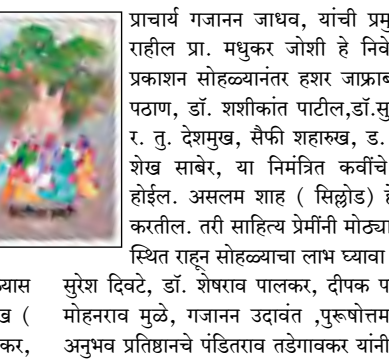 प्राचार्य गजानन जाधव, यांची प्रमु
राहील प्रा. मधुकर जोशी हे निवे
प्रकाशन सोहळ्यानंतर हशर जाफ्राब
पठाण, डॉ. शशीकांत पाटील,डॉ.सु
र. तु. देशमुख, सैफी शहारुख, ड.
शेख साबेर, या निमंत्रित कवींचे
होईल. असलम शाह ( सिल्लोड) ह
करतील. तरी साहित्य प्रेमींनी मोठ्या
स्थित राहून सोहळ्याचा लाभ घ्यावा
ऱ्यास सुरेश दिवटे, डॉ. शेषराव पालकर, दीपक प
ख ( मोहनराव मुळे, गजानन उदावंत ,पुरूषोत्तम
कर, अनुभव प्रतिष्ठानचे पंडितराव तडेगावकर यांनी